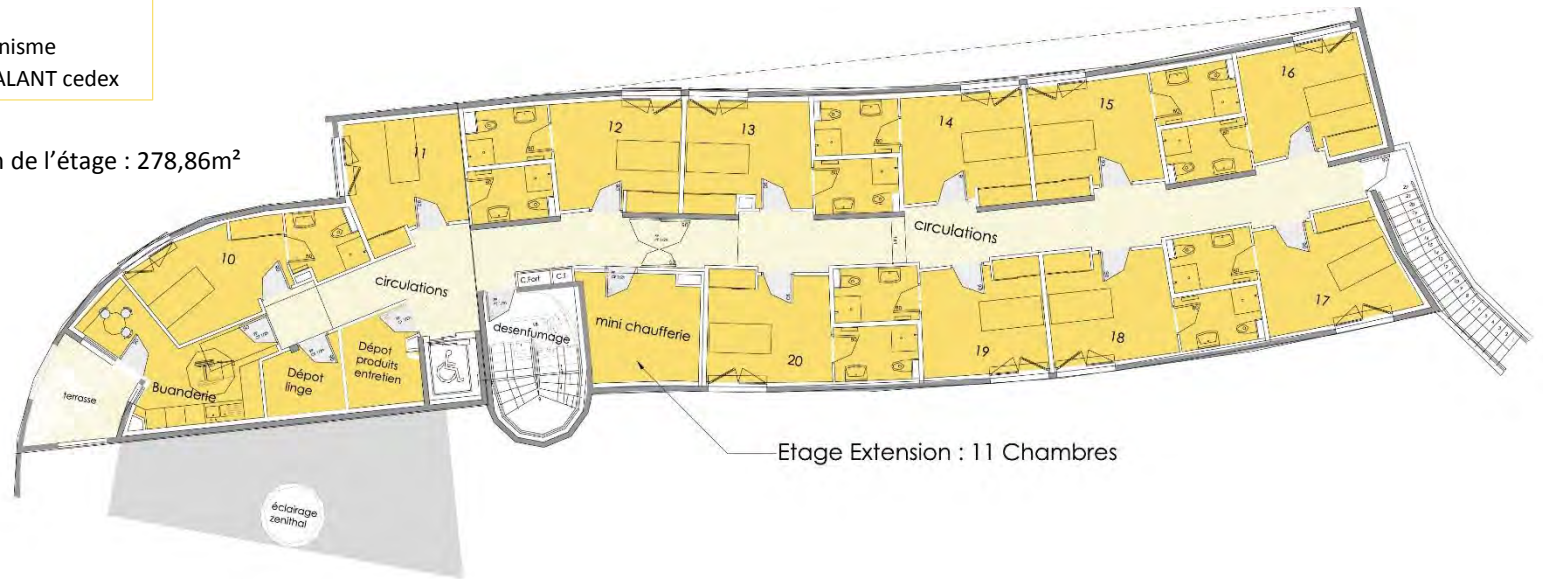 nisme
ALANT cedex
n de l'étage : 278,86m²
10
11
12
13
14
15
16
circulations
circulations
C.Fort
C.F.
desenfumage
mini chaufferie
20
19
18
17
Dépot
produits
entretien
Dépot
linge
Buanderie
terrasse
Etage Extension : 11 Chambres
éclairage
zenithal